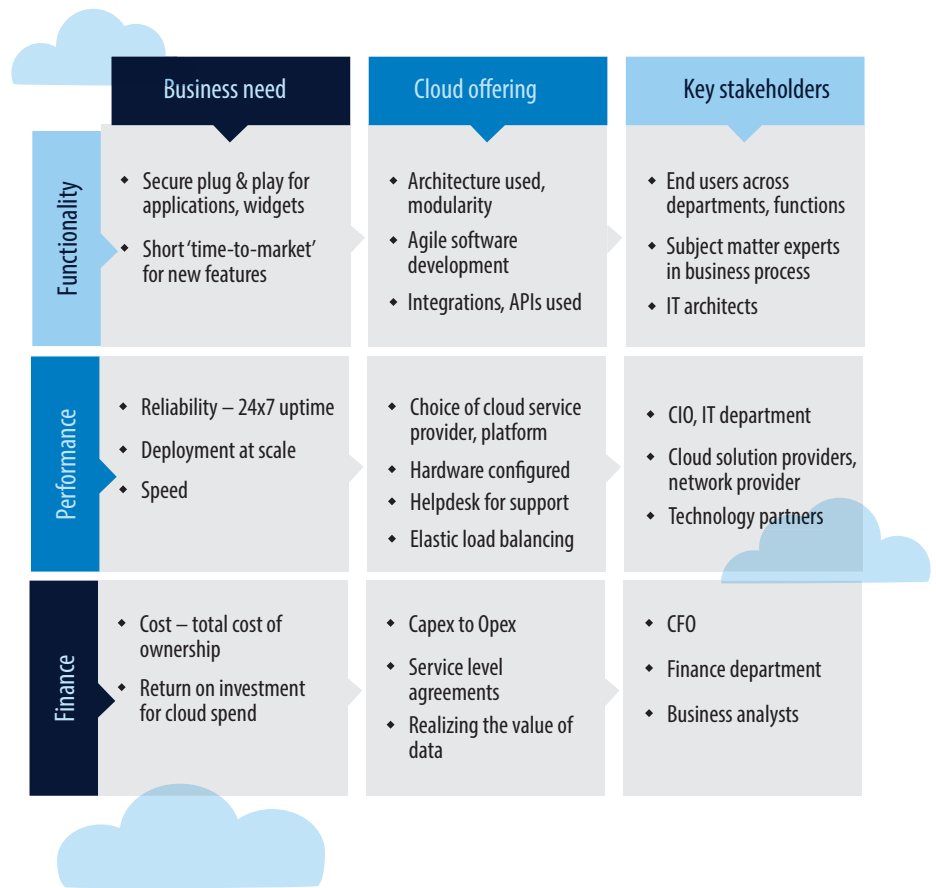 Business need
Cloud offering
Key stakeholders
Functionality
◆ Secure plug & play for
applications, widgets
◆ Short ‘time-to-market’
for new features
◆ Architecture used,
modularity
◆ Agile software
development
◆ Integrations, APIs used
◆ End users across
departments, functions
◆ Subject matter experts
in business process
◆ IT architects
Performance
◆ Reliability – 24x7 uptime
◆ Deployment at scale
◆ Speed
◆ Choice of cloud service
provider, platform
◆ Hardware configured
◆ Helpdesk for support
◆ Elastic load balancing
◆ CIO, IT department
◆ Cloud solution providers,
network provider
◆ Technology partners
Finance
◆ Cost – total cost of
ownership
◆ Return on investment
for cloud spend
◆ Capex to Opex
◆ Service level
agreements
◆ Realizing the value of
data
◆ CFO
◆ Finance department
◆ Business analysts